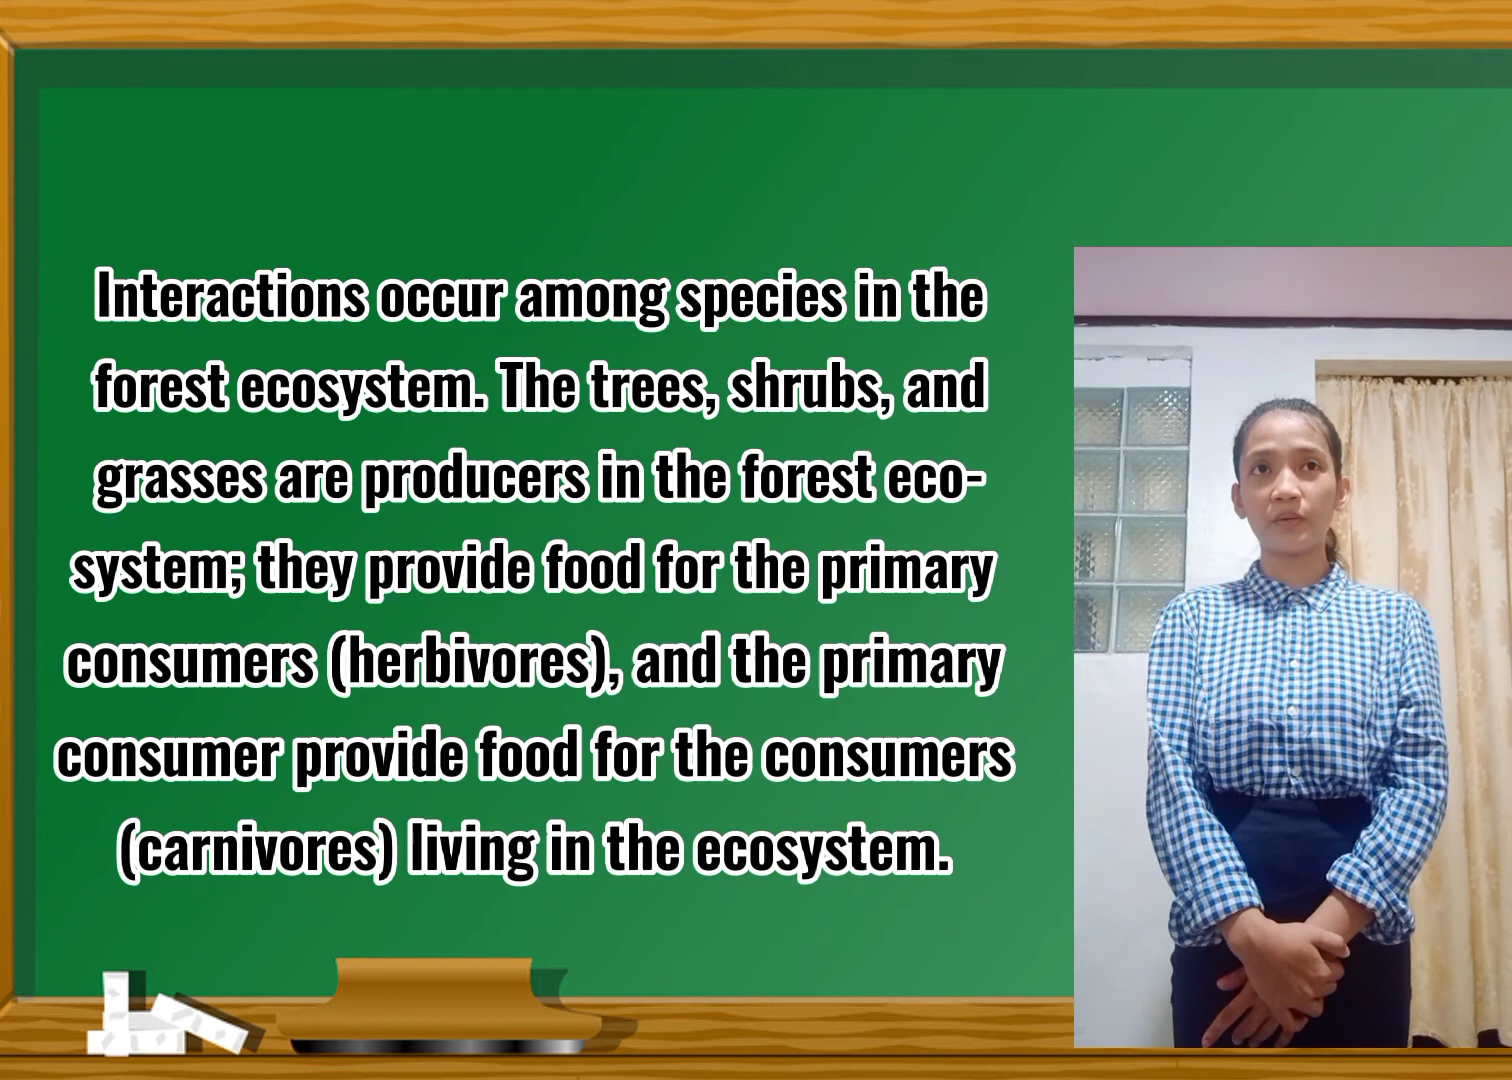 Interactions occur among species in the
forest ecosystem. The trees, shrubs, and
grasses are producers in the forest eco-
system; they provide food for the primary
consumers (herbivores), and the primary
consumer provide food for the consumers
(carnivores) living in the ecosystem.